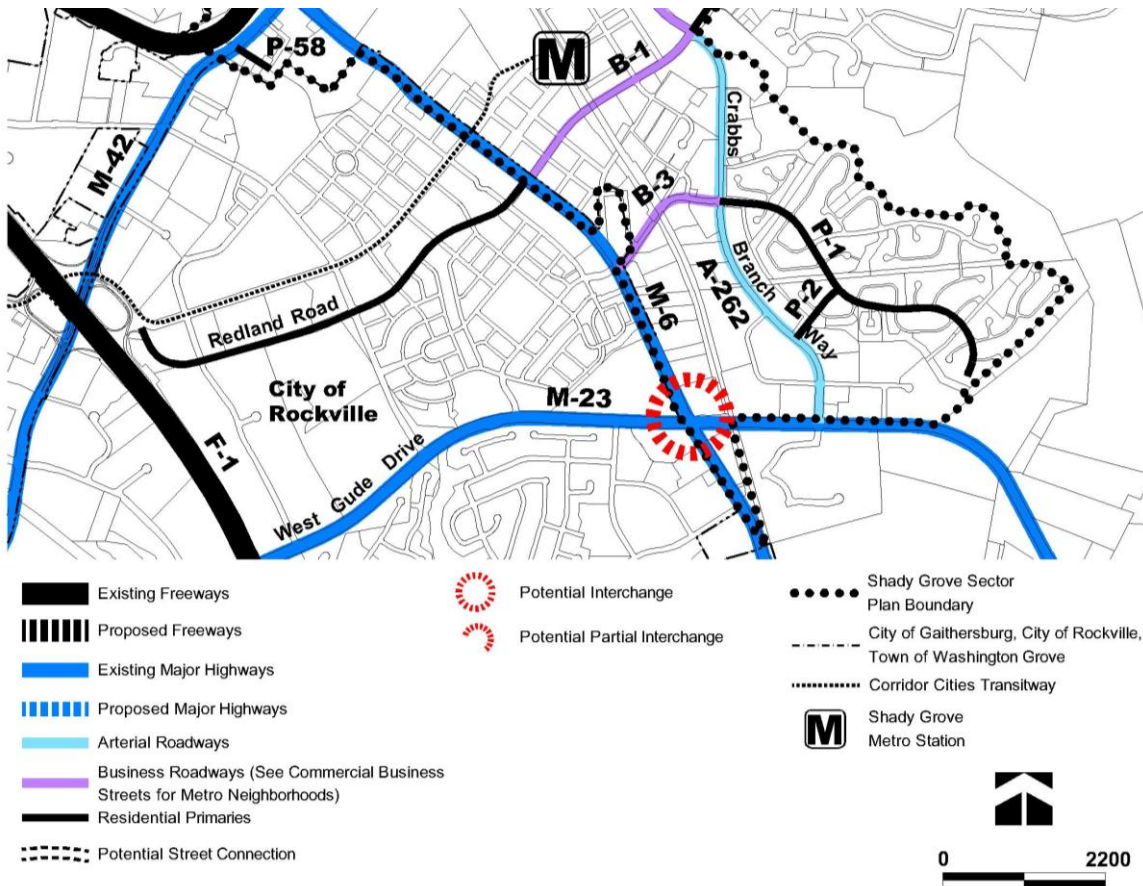 P-58
M
B-1
Crabbs
M-42
B-3
P-1
Branch
P-2
A-262
M-6
Way
Redland Road
City of
Rockville
M-23
F-1
West Gude Drive
Existing Freeways
Proposed Freeways
Existing Major Highways
Proposed Major Highways
Arterial Roadways
Business Roadways (See Commercial Business
Streets for Metro Neighborhoods)
Residential Primaries
Potential Street Connection
Potential Interchange
Potential Partial Interchange
Shady Grove Sector
Plan Boundary
City of Gaithersburg, City of Rockville,
Town of Washington Grove
Corridor Cities Transitway
M
Shady Grove
Metro Station
0 2200